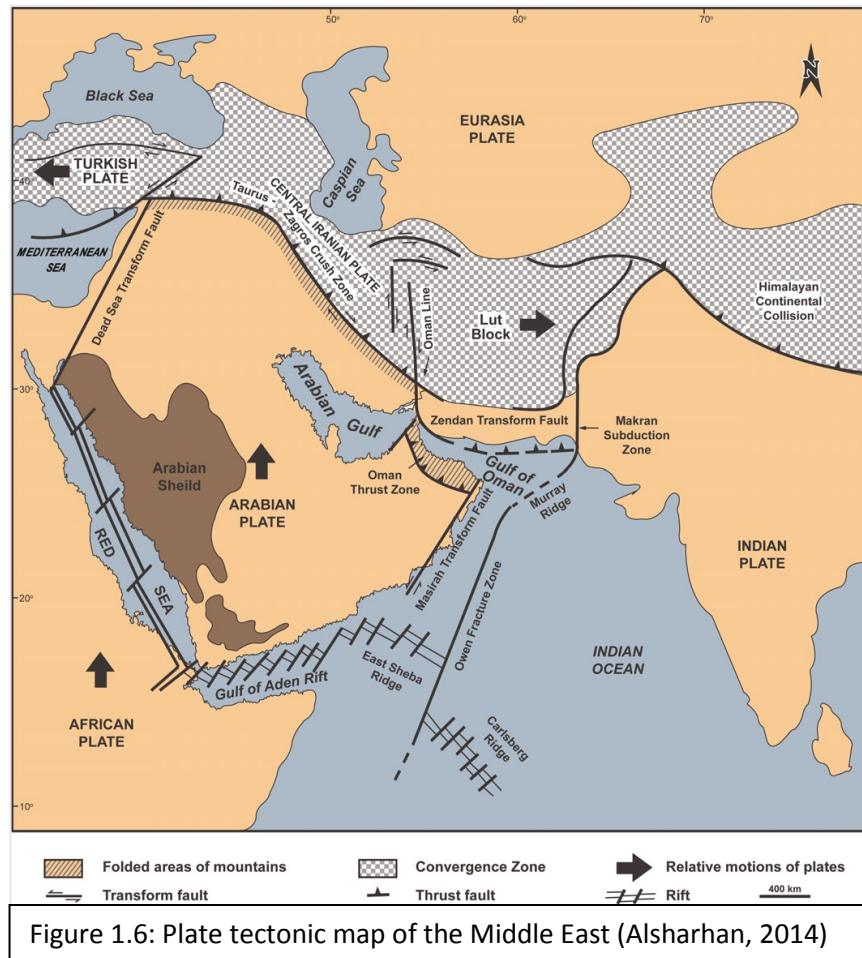 50°
60°
70°
Black Sea
EURASIA
PLATE
N
TURKISH
PLATE
40°
Caspian
Sea
CENTRAL IRANIAN PLATE
Taurus - Zagros Crush Zone
MEDITERRANEAN
SEA
Dead Sea Transform Fault
Himalayan
Continental
Collision
Oman Line
Lut
Block
30°
Arabian
Gulf
Zendan Transform Fault
Makran
Subduction
Zone
Gulf of
Oman
Arabian
Sheild
Oman
Thrust Zone
Murray
Ridge
ARABIAN
PLATE
RED
SEA
Masirah Transform Fault
INDIAN
PLATE
20°
Owen Fracture Zone
INDIAN
OCEAN
East Sheba
Ridge
Gulf of Aden Rift
AFRICAN
PLATE
Carlsberg
Ridge
10°
Folded areas of mountains
Convergence Zone
Relative motions of plates
Transform fault
Thrust fault
Rift
400 km
Figure 1.6: Plate tectonic map of the Middle East (Alsharhan, 2014)